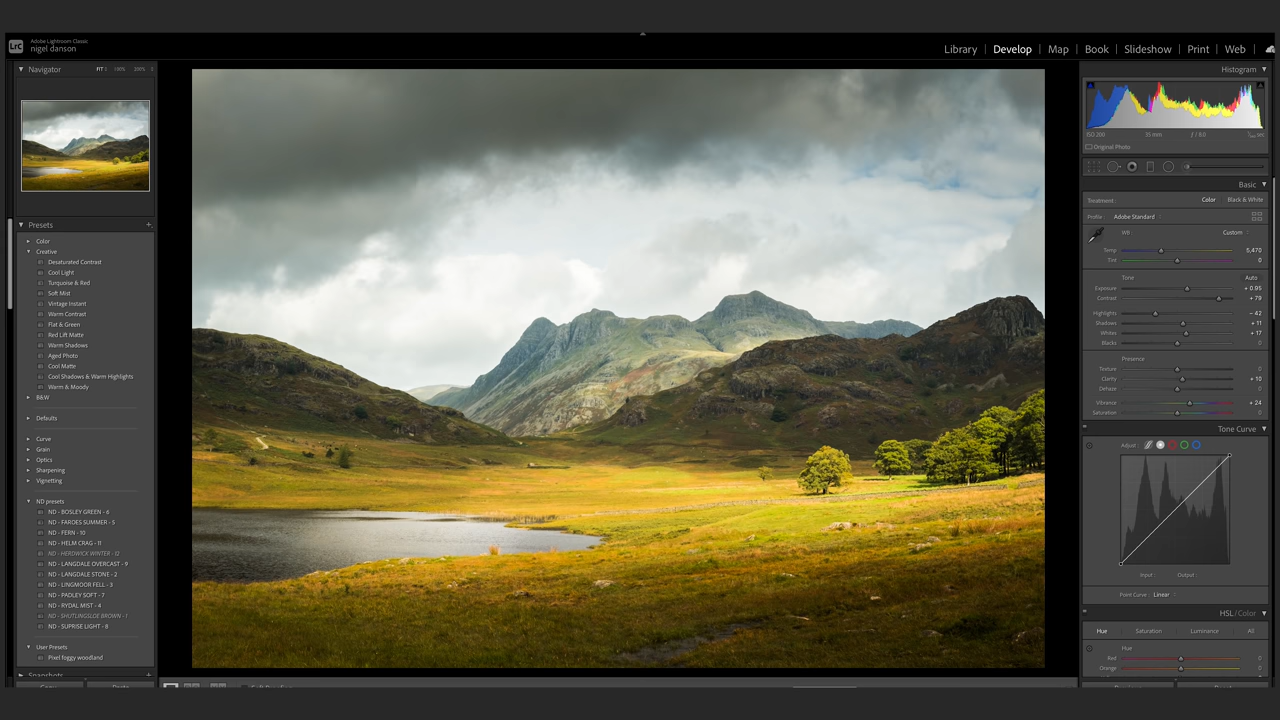 LrC
Adobe Lightroom Classic
nigel danson
Library | Develop | Map | Book | Slideshow | Print | Web
Navigator FIT 100% 200%
Presets
Color
Creative
Desaturated Contrast
Cool Light
Turquoise & Red
Soft Mist
Vintage Instant
Warm Contrast
Flat & Green
Red Lift Matte
Warm Shadows
Aged Photo
Cool Matte
Cool Shadows & Warm Highlights
Warm & Moody
B&W
Defaults
Curve
Grain
Optics
Sharpening
Vignetting
ND presets
ND - BOSLEY GREEN - 6
ND - FARDES SUMMER - 5
ND - FERN - 10
ND - HELM CRAG - 11
ND - HERDWICK WINTER - 12
ND - LANGDALE OVERCAST - 9
ND - LANGDALE STONE - 2
ND - LINGMOOR FELL - 3
ND - PADLEY SOFT - 7
ND - RYDAL MIST - 4
ND - SHUTLINGSLOE BROWN - 1
ND - SUPRISE LIGHT - 8
User Presets
Pixel foggy woodland
Snapshots
Histogram
ISO 200 35 mm ƒ / 8.0 sec
Original Photo
Basic
Treatment : Color Black & White
Profile : Adobe Standard
WB : Custom
Temp 5,470
Tint 0
Tone Auto
Exposure + 0.95
Contrast + 79
Highlights - 42
Shadows + 11
Whites + 17
Blacks 0
Presence
Texture 0
Clarity + 10
Dehaze 0
Vibrance + 24
Saturation 0
Tone Curve
Adjust :
Input : Output :
Point Curve : Linear
HSL / Color
Hue Saturation Luminance All
Hue
Red 0
Orange 0